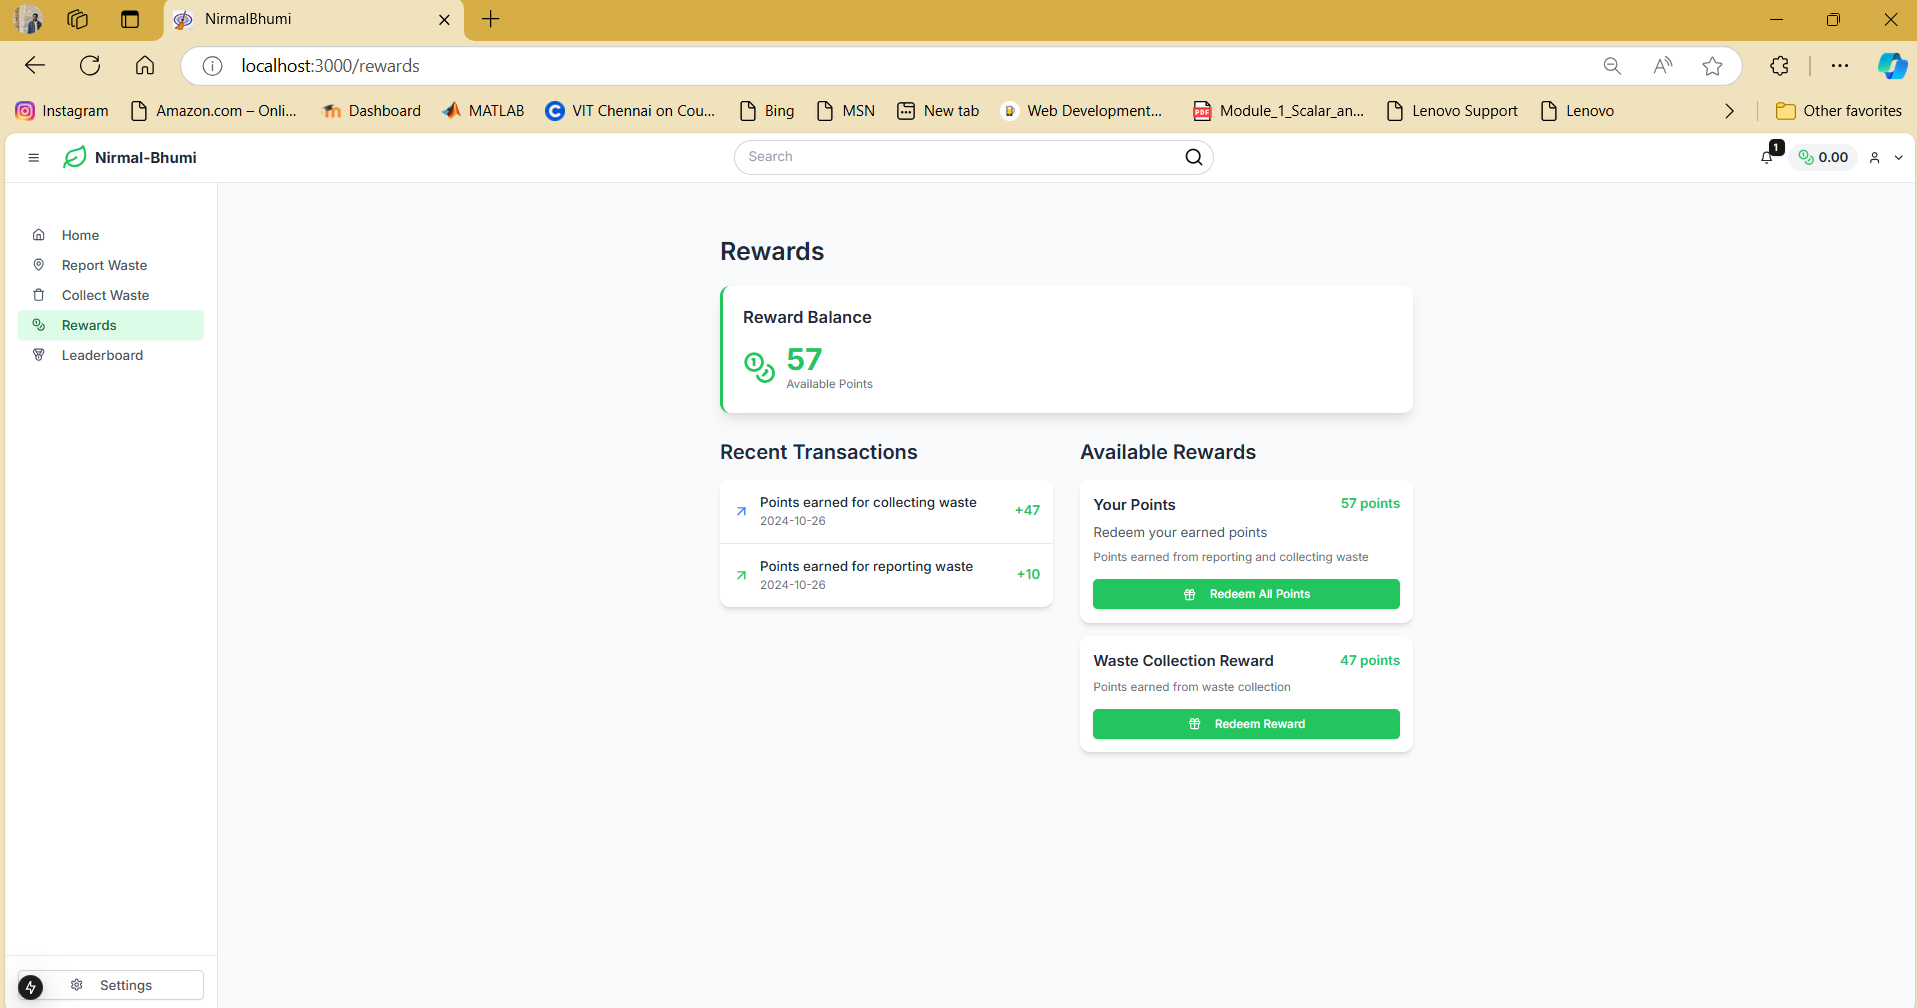 NirmalBhumi
localhost:3000/rewards
Instagram
Amazon.com – Onli...
Dashboard
MATLAB
VIT Chennai on Cou...
Bing
MSN
New tab
Web Development...
Module_1_Scalar_an...
Lenovo Support
Lenovo
Other favorites
Nirmal-Bhumi
Search
1
0.00
Home
Report Waste
Collect Waste
Rewards
Leaderboard
Settings
Rewards
Reward Balance
57
Available Points
Recent Transactions
Points earned for collecting waste
2024-10-26
+47
Points earned for reporting waste
2024-10-26
+10
Available Rewards
Your Points
57 points
Redeem your earned points
Points earned from reporting and collecting waste
Redeem All Points
Waste Collection Reward
47 points
Points earned from waste collection
Redeem Reward